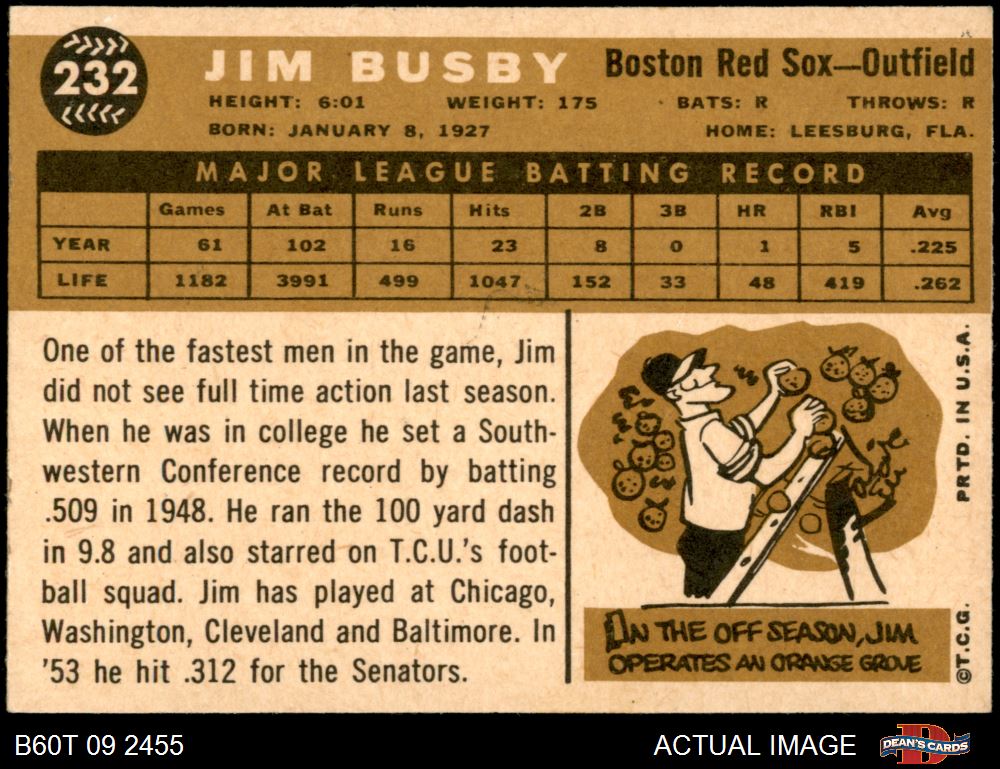 232
JIM BUSBY
Boston Red Sox—Outfield
HEIGHT: 6:01 WEIGHT: 175 BATS: R THROWS: R
BORN: JANUARY 8, 1927 HOME: LEESBURG, FLA.
MAJOR LEAGUE BATTING RECORD
Games At Bat Runs Hits 2B 3B HR RBI Avg
YEAR 61 102 16 23 8 0 1 5 .225
LIFE 1182 3991 499 1047 152 33 48 419 .262
One of the fastest men in the game, Jim
did not see full time action last season.
When he was in college he set a South-
western Conference record by batting
.509 in 1948. He ran the 100 yard dash
in 9.8 and also starred on T.C.U.'s foot-
ball squad. Jim has played at Chicago,
Washington, Cleveland and Baltimore. In
'53 he hit .312 for the Senators.
IN THE OFF SEASON, JIM
OPERATES AN ORANGE GROVE
©T.C.G. PRTD. IN U.S.A.
B60T 09 2455
ACTUAL IMAGE
DEAN'S CARDS